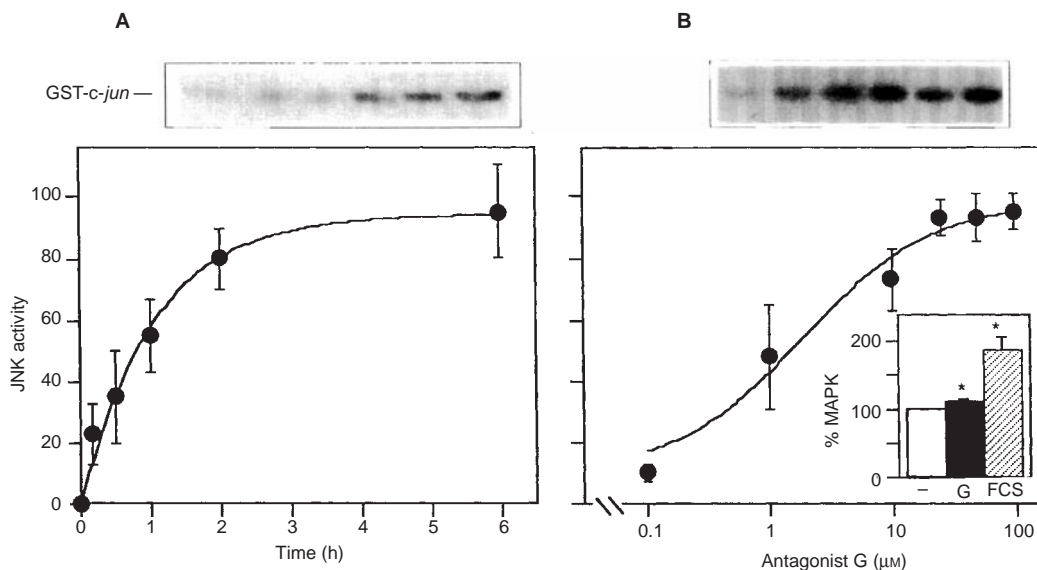 A
B
GST-c-jun —
100
80
60
40
20
0
JNK activity
0 1 2 3 4 5 6
Time (h)
0.1 1 10 100
Antagonist G (μM)
200
100
0
% MAPK
*
*
– G FCS